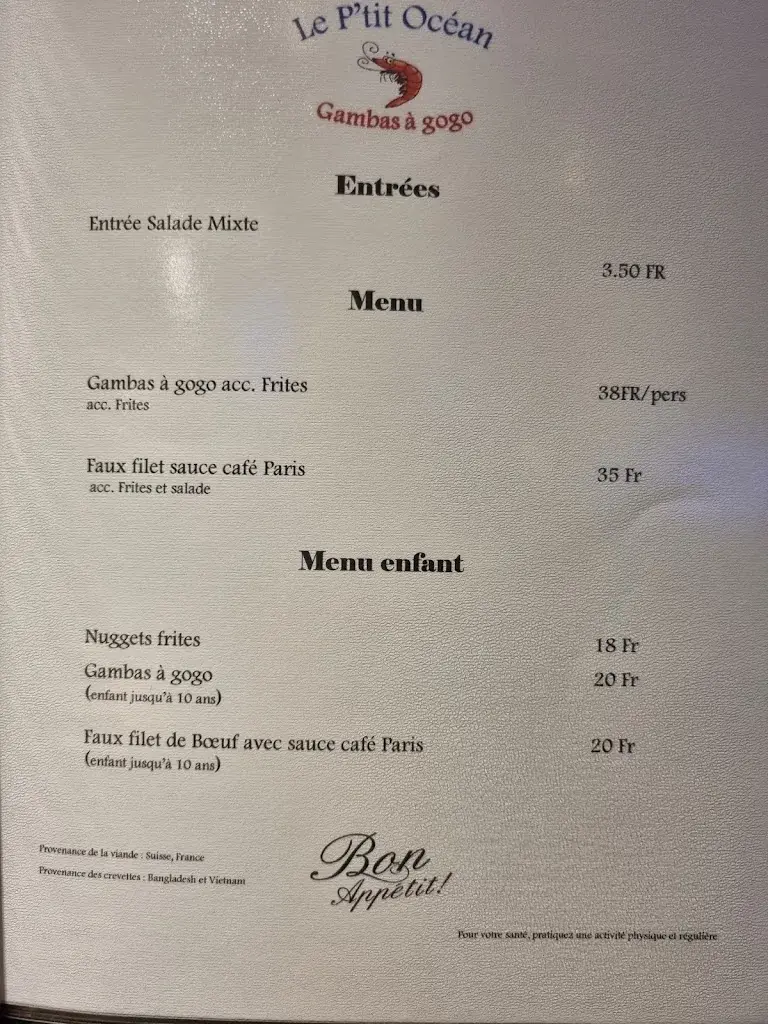 Le P'tit Océan
Gambas à gogo
Entrées
Entrée Salade Mixte
3.50 FR
Menu
Gambas à gogo acc. Frites
acc. Frites
38FR/pers
Faux filet sauce café Paris
acc. Frites et salade
35 Fr
Menu enfant
Nuggets frites
18 Fr
Gambas à gogo
(enfant jusqu'à 10 ans)
20 Fr
Faux filet de Bœuf avec sauce café Paris
(enfant jusqu'à 10 ans)
20 Fr
Provenance de la viande : Suisse, France
Provenance des crevettes : Bangladesh et Vietnam
Bon
Appétit!
Pour votre santé, pratiquez une activité physique et régulière